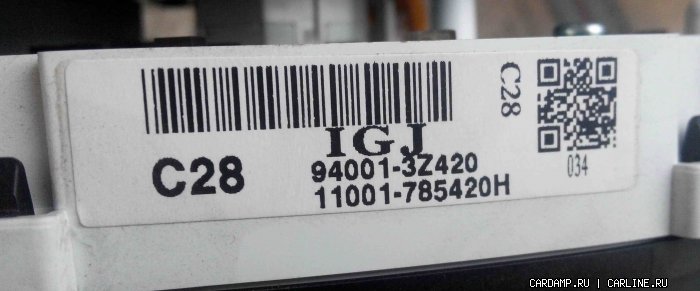 IGJ
C28
94001-3Z420
11001-785420H
C28
034
CARDAMP.RU | CARLINE.RU